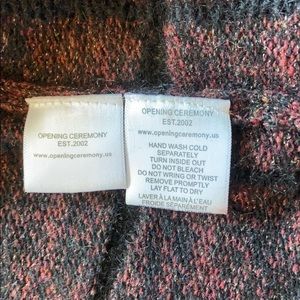 OPENING CEREMONY
EST.2002
www.openingceremony.us
OPENING CEREMONY
EST.2002
www.openingceremony.us
HAND WASH COLD
SEPARATELY
TURN INSIDE OUT
DO NOT BLEACH
DO NOT WRING OR TWIST
REMOVE PROMPTLY
LAY FLAT TO DRY
LAVER À LA MAIN À L'EAU
FROIDE SÉPARÉMENT